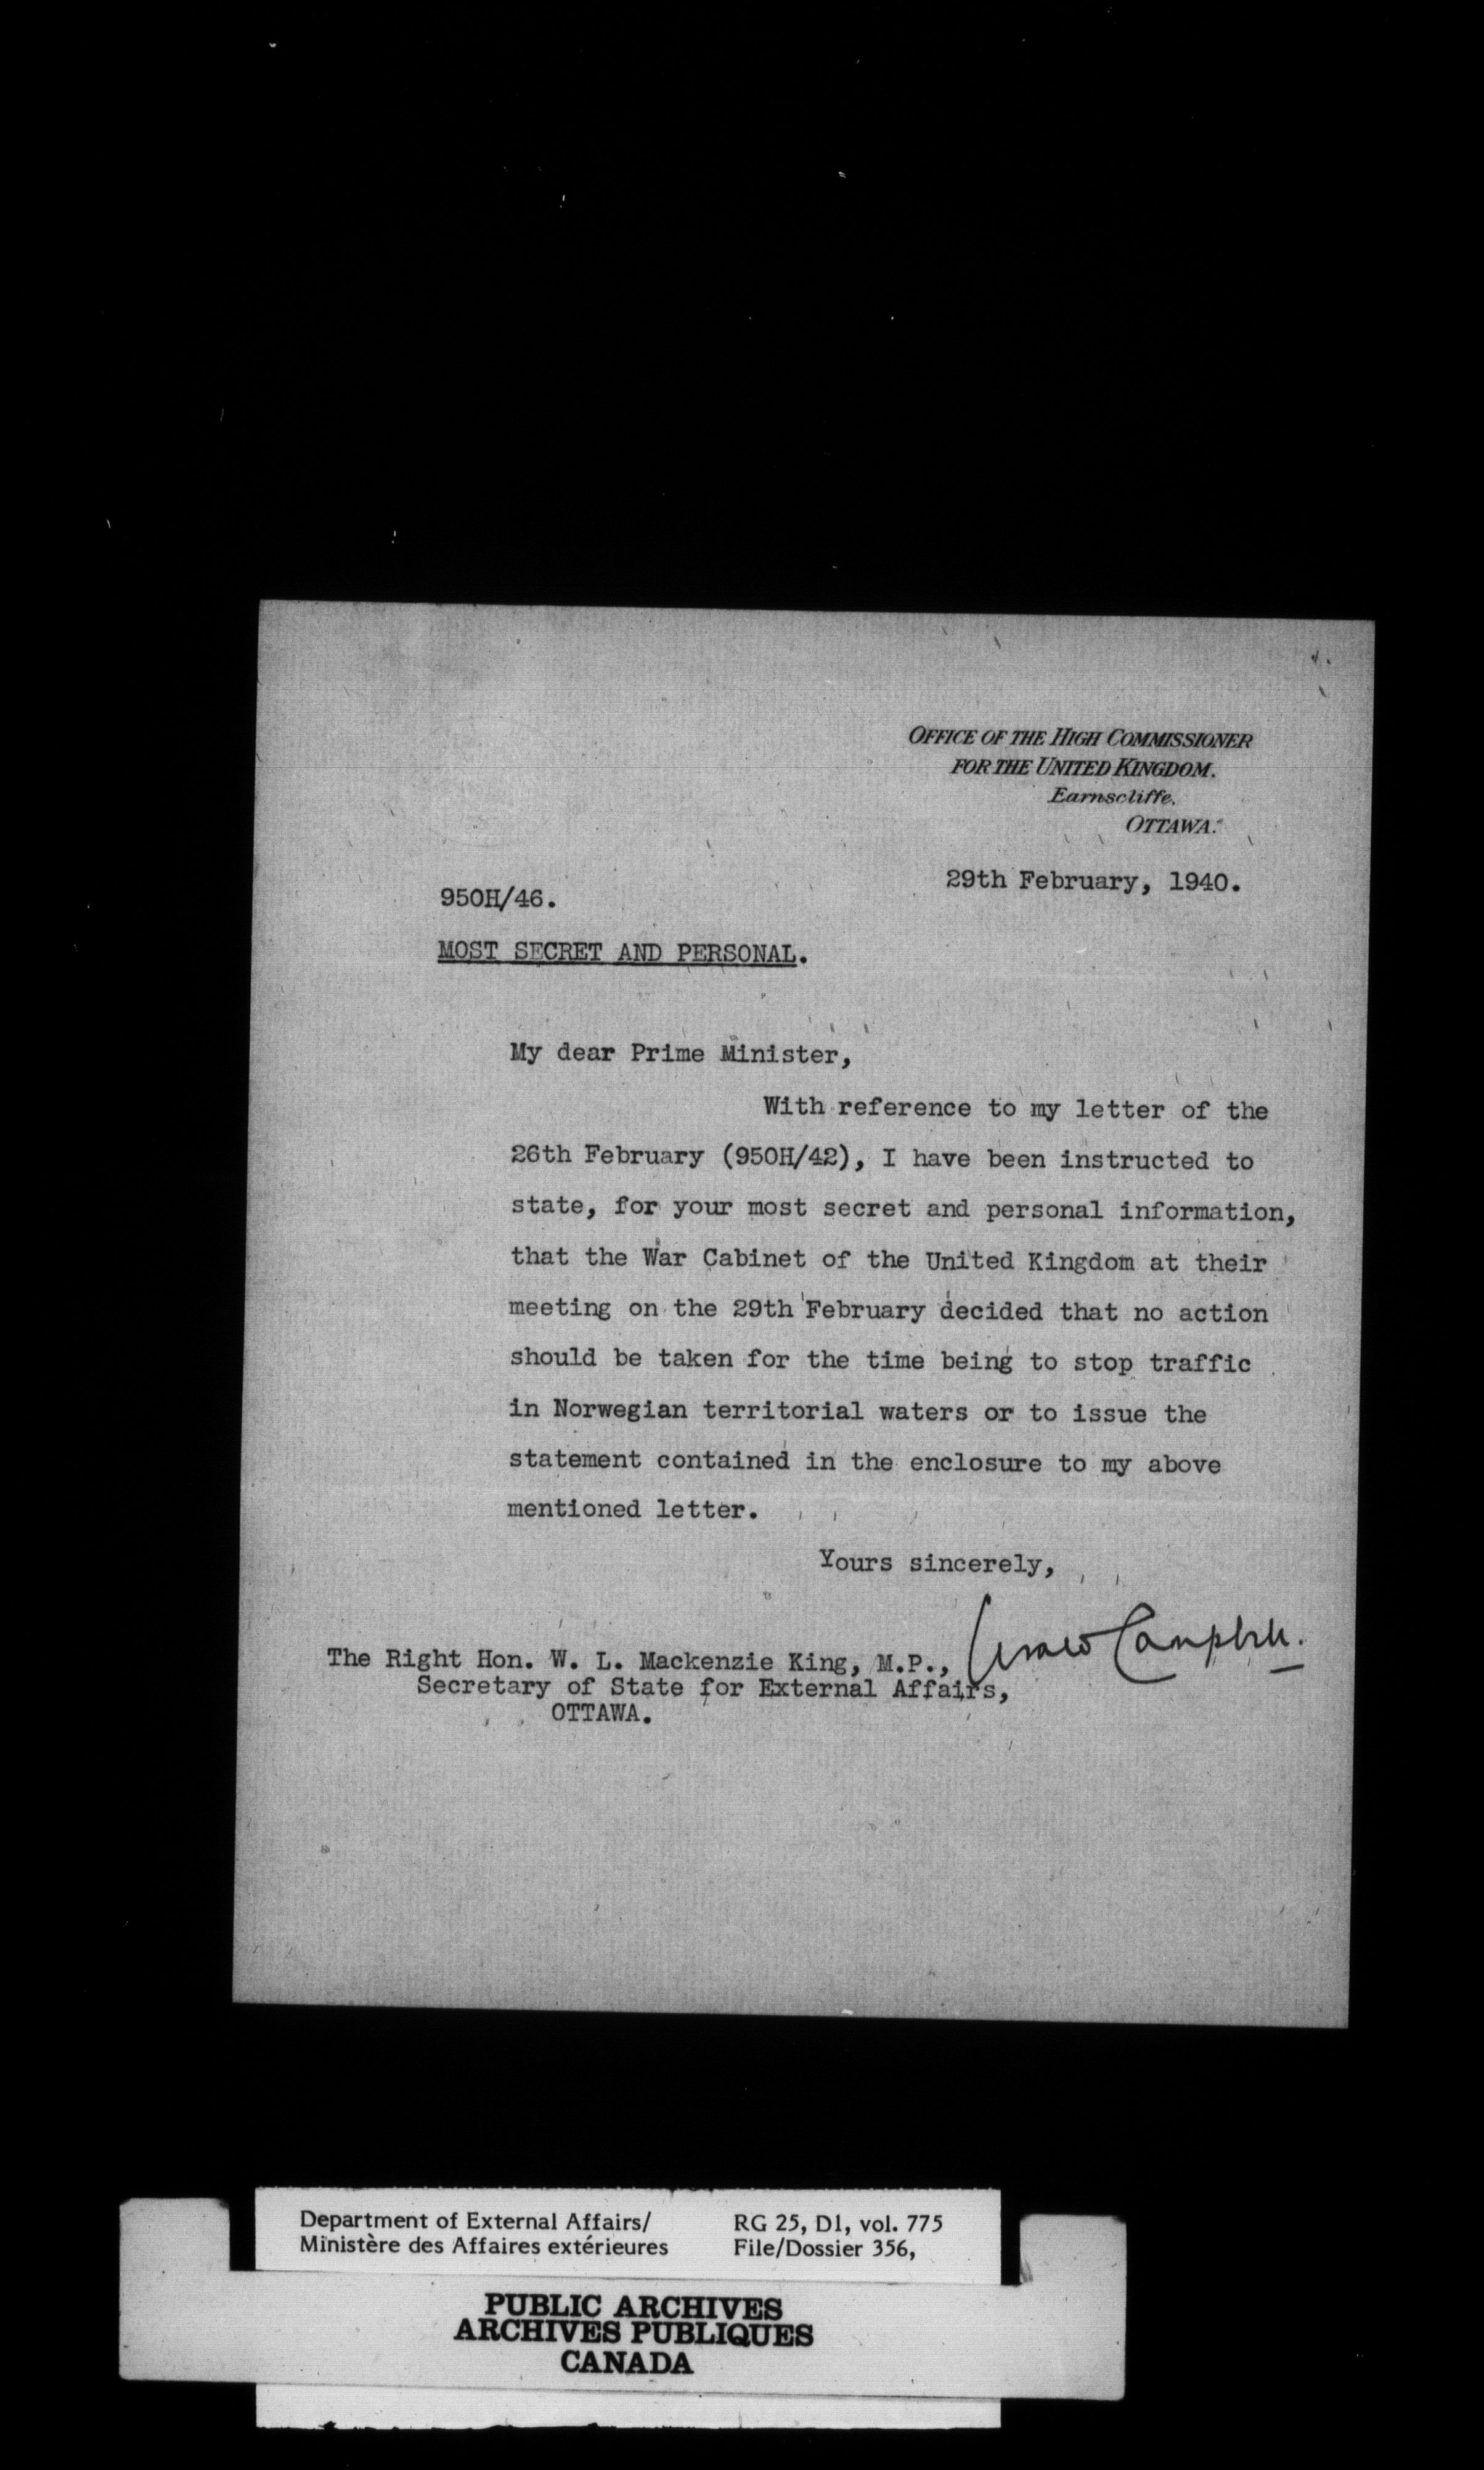 OFFICE OF THE HIGH COMMISSIONER
FOR THE UNITED KINGDOM.
Earnscliffe.
OTTAWA.
29th February, 1940.
950H/46.
MOST SECRET AND PERSONAL.
My dear Prime Minister,
With reference to my letter of the
26th February (950H/42), I have been instructed to
state, for your most secret and personal information,
that the War Cabinet of the United Kingdom at their
meeting on the 29th February decided that no action
should be taken for the time being to stop traffic
in Norwegian territorial waters or to issue the
statement contained in the enclosure to my above
mentioned letter.
Yours sincerely,
Campbell.
The Right Hon. W. L. Mackenzie King, M.P.,
Secretary of State for External Affairs,
OTTAWA.
Department of External Affairs/
Ministère des Affaires extérieures
RG 25, D1, vol. 775
File/Dossier 356,
PUBLIC ARCHIVES
ARCHIVES PUBLIQUES
CANADA